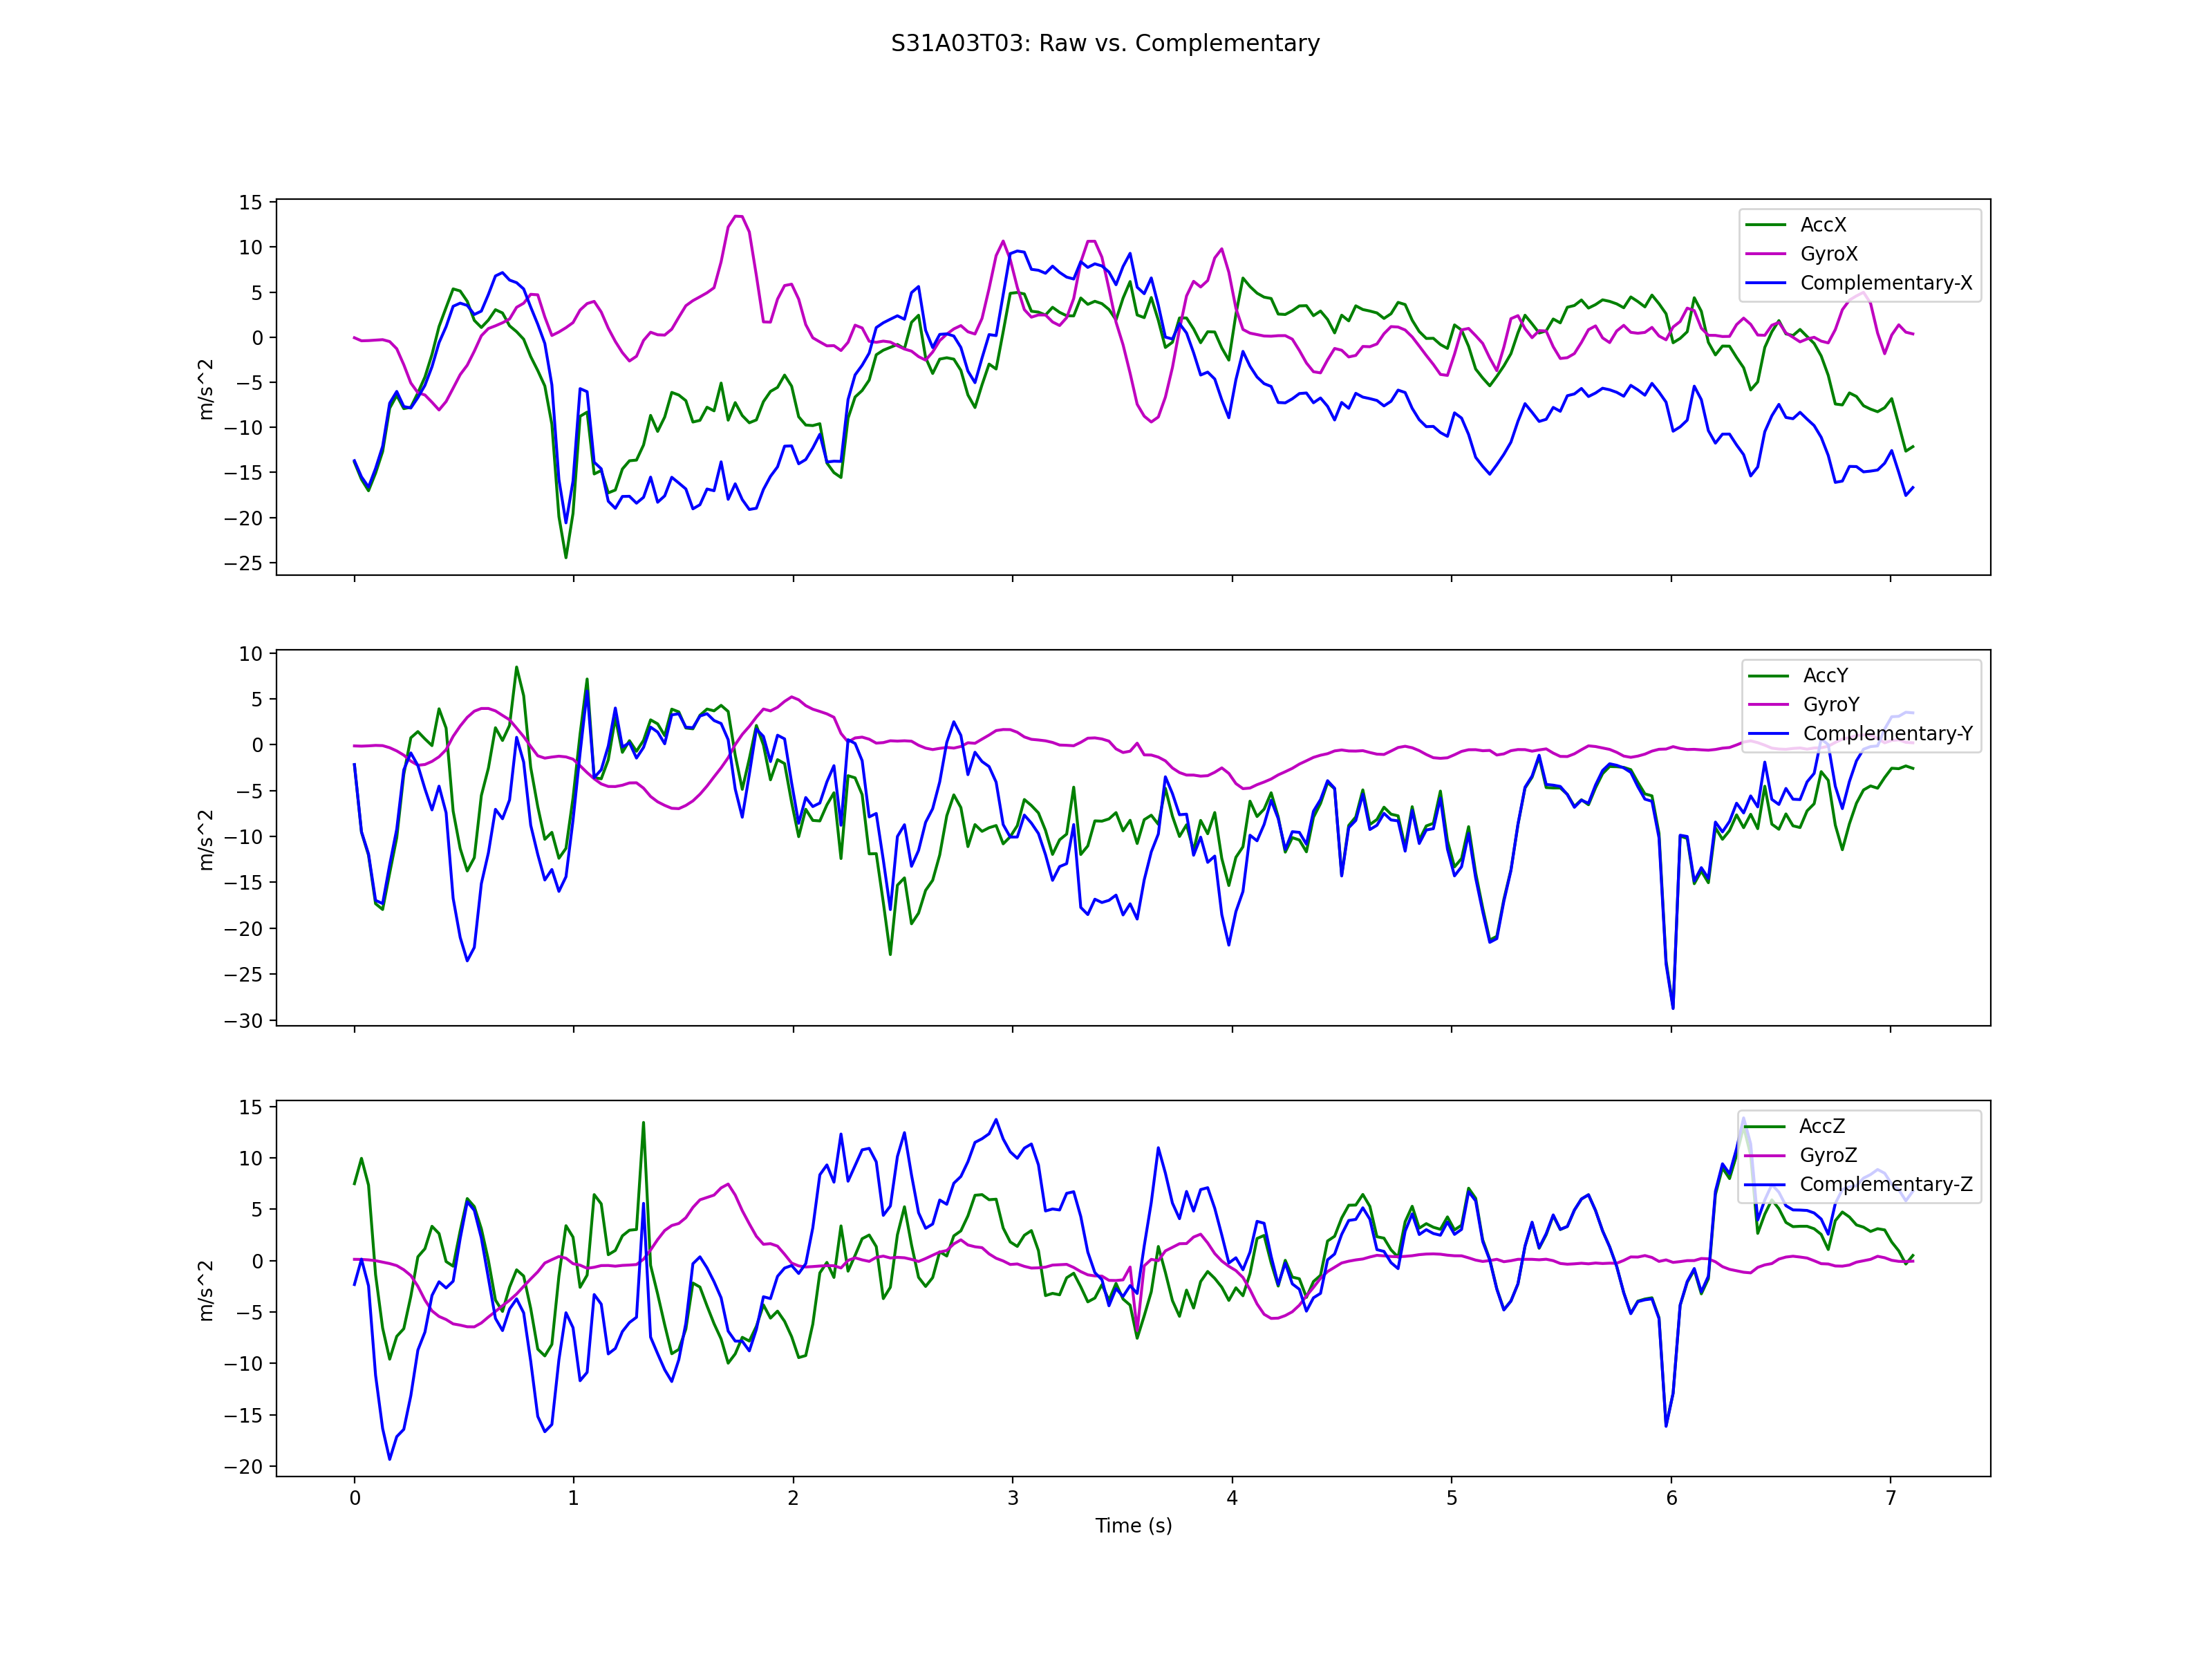 S31A03T03: Raw vs. Complementary
15
10
5
0
−5
−10
−15
−20
−25
m/s^2
AccX
GyroX
Complementary-X
10
5
0
−5
−10
−15
−20
−25
−30
m/s^2
AccY
GyroY
Complementary-Y
15
10
5
0
−5
−10
−15
−20
m/s^2
AccZ
GyroZ
Complementary-Z
0 1 2 3 4 5 6 7
Time (s)